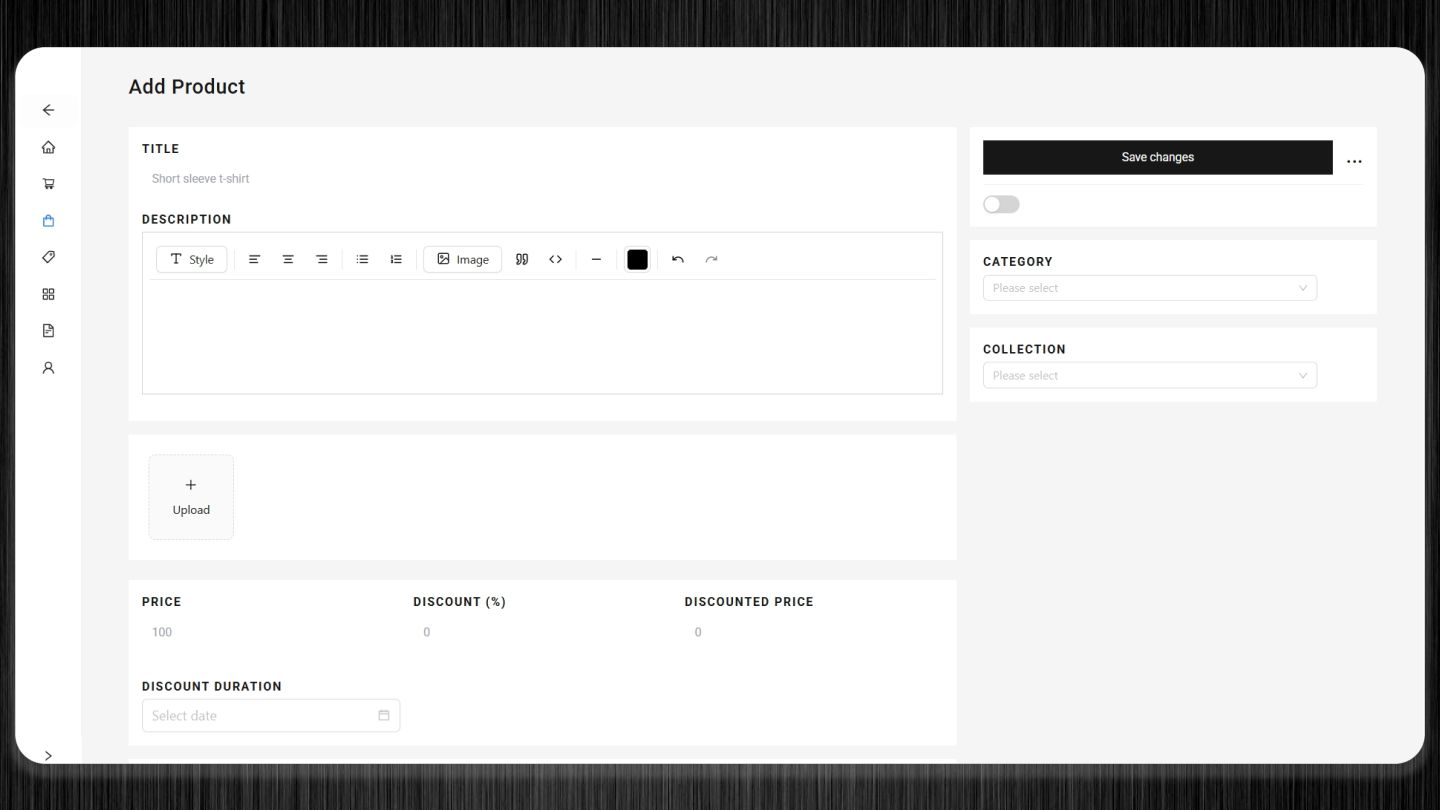 Add Product
TITLE
Short sleeve t-shirt
DESCRIPTION
Style
Image
Upload
PRICE
DISCOUNT (%)
DISCOUNTED PRICE
100
0
0
DISCOUNT DURATION
Select date
Save changes
CATEGORY
Please select
COLLECTION
Please select